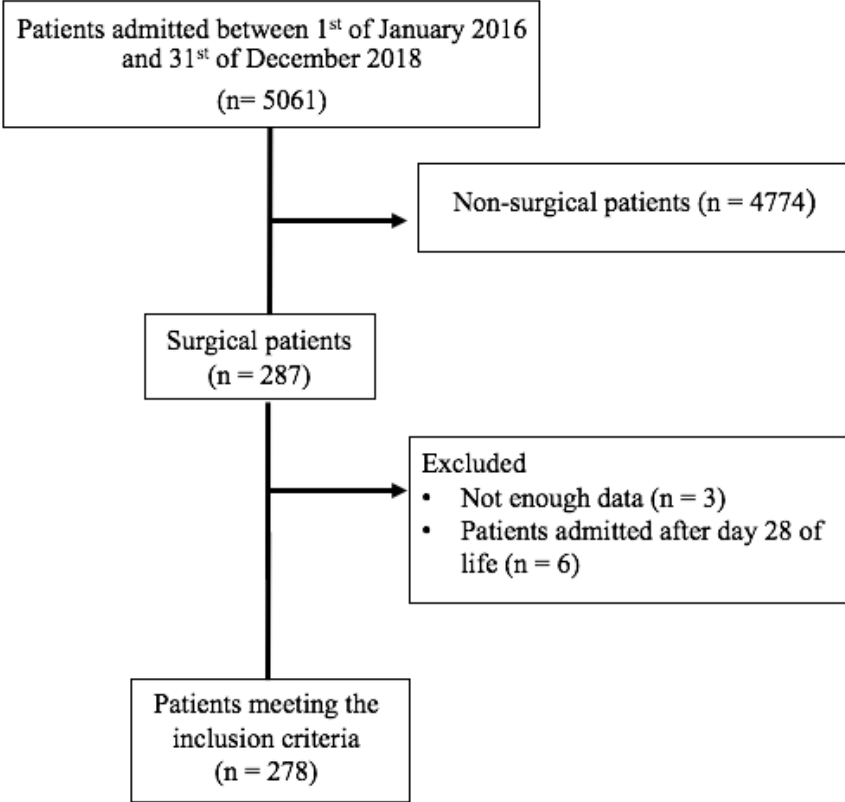 Patients admitted between 1st of January 2016
and 31st of December 2018
(n= 5061)
Non-surgical patients (n = 4774)
Surgical patients
(n = 287)
Excluded
• Not enough data (n = 3)
• Patients admitted after day 28 of
life (n = 6)
Patients meeting the
inclusion criteria
(n = 278)